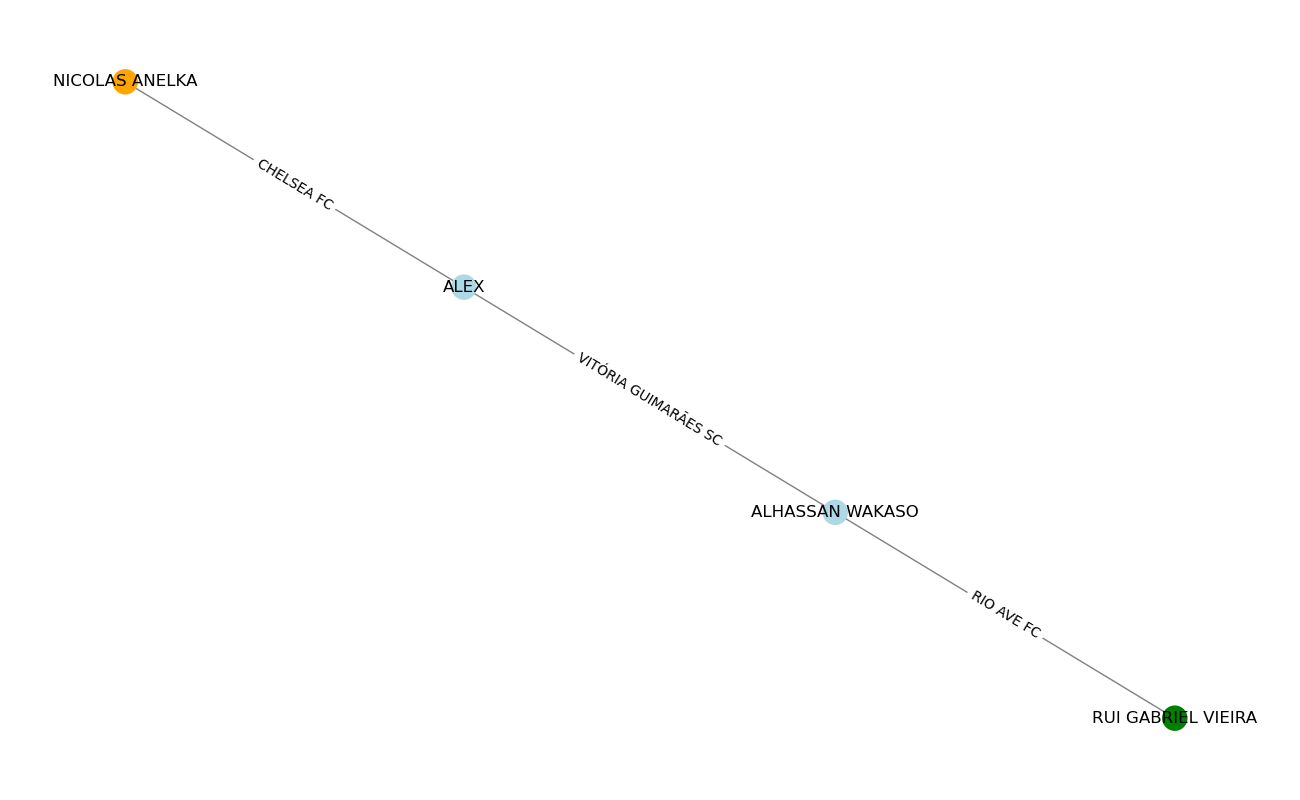 NICOLAS ANELKA
CHELSEA FC
ALEX
VITÓRIA GUIMARÃES SC
ALHASSAN WAKASO
RIO AVE FC
RUI GABRIEL VIEIRA